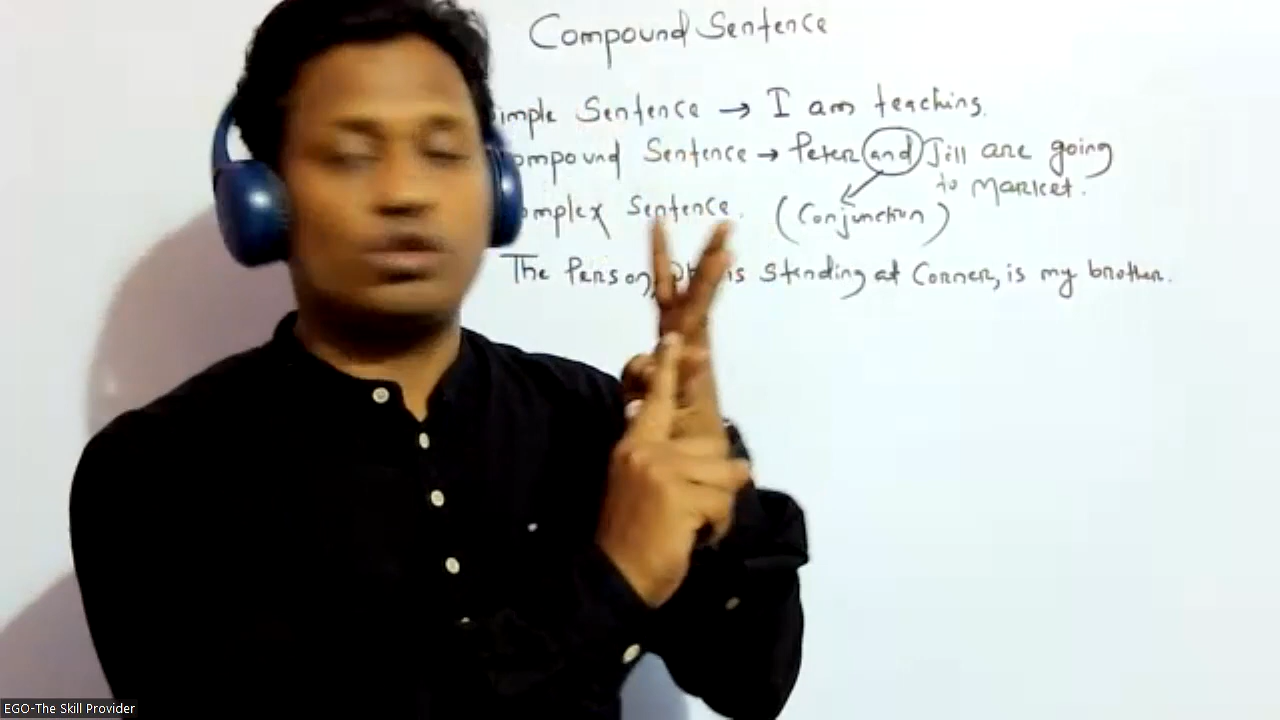 Compound Sentence
imple Sentence → I am teaching.
ompound Sentence → Peter and Jill are going
to Market.
omplex Sentence. (Conjunction)
The Person, is Stnding at Corner, is my brother.
EGO-The Skill Provider